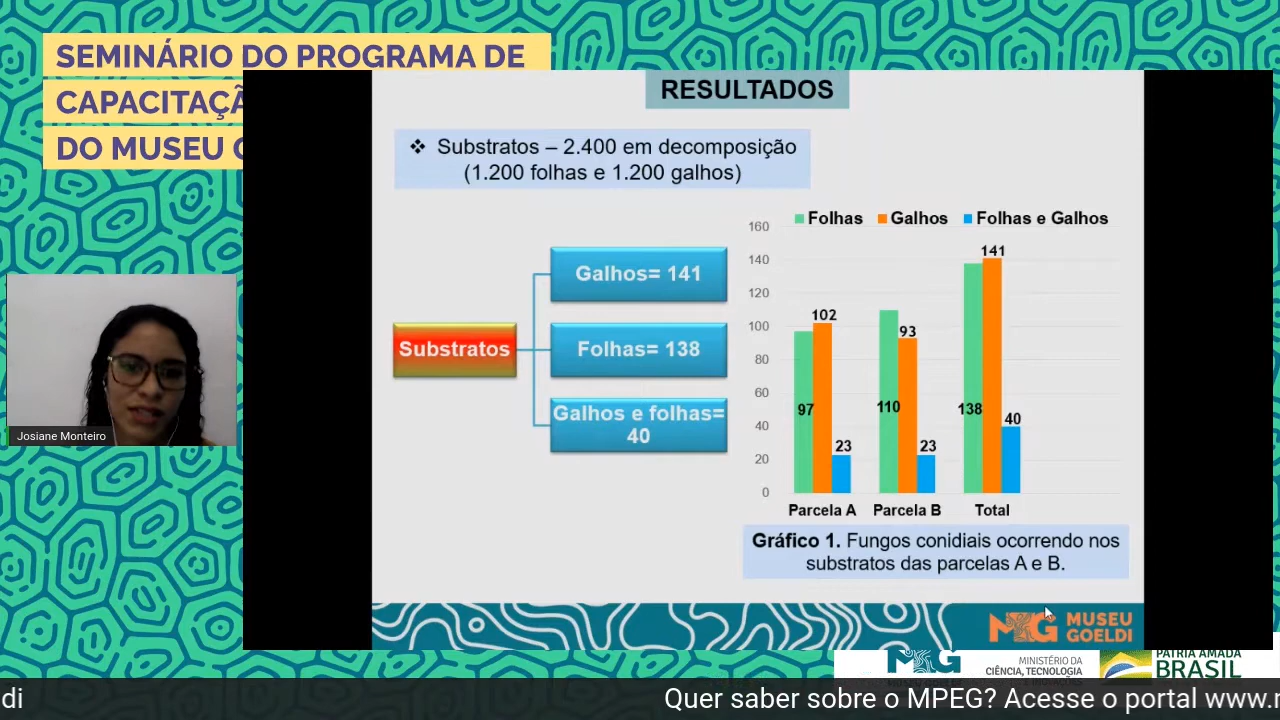 SEMINÁRIO DO PROGRAMA DE
CAPACITAÇÃ
DO MUSEU
RESULTADOS
❖ Substratos – 2.400 em decomposição
(1.200 folhas e 1.200 galhos)
Substratos
Galhos= 141
Folhas= 138
Galhos e folhas=
40
Folhas Galhos Folhas e Galhos
160
140
120
100
80
60
40
20
0
97 102 23
110 93 23
138 141 40
Parcela A Parcela B Total
Gráfico 1. Fungos conidiais ocorrendo nos
substratos das parcelas A e B.
Josiane Monteiro
MUSEU
GOELDI
MINISTÉRIO DA
CIÊNCIA, TECNOLOGIA
PÁTRIA AMADA
BRASIL
di
Quer saber sobre o MPEG? Acesse o portal www.